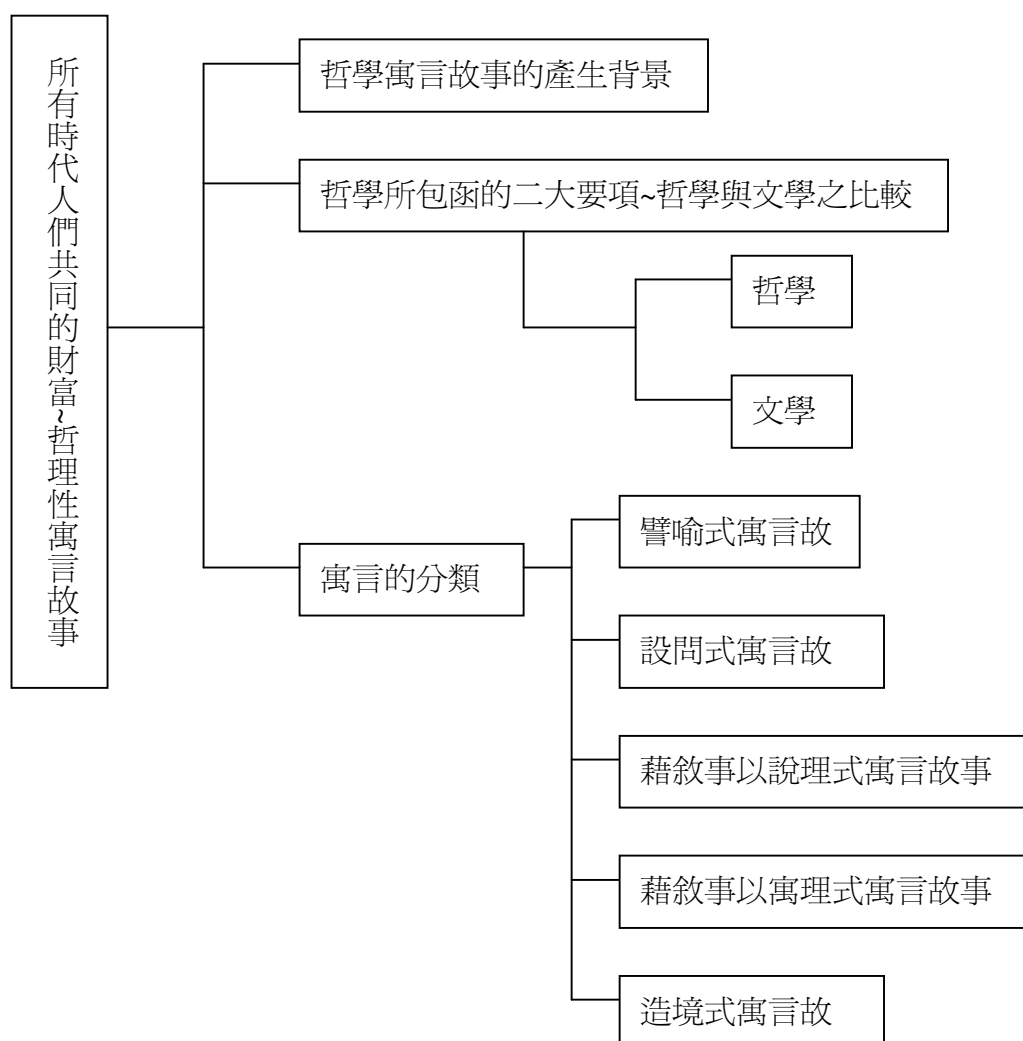 所有時代人們共同的財富~哲理性寓言故事
哲學寓言故事的產生背景
哲學所包函的二大要項~哲學與文學之比較
哲學
文學
寓言的分類
譬喻式寓言故
設問式寓言故
藉敘事以說理式寓言故事
藉敘事以寓理式寓言故事
造境式寓言故